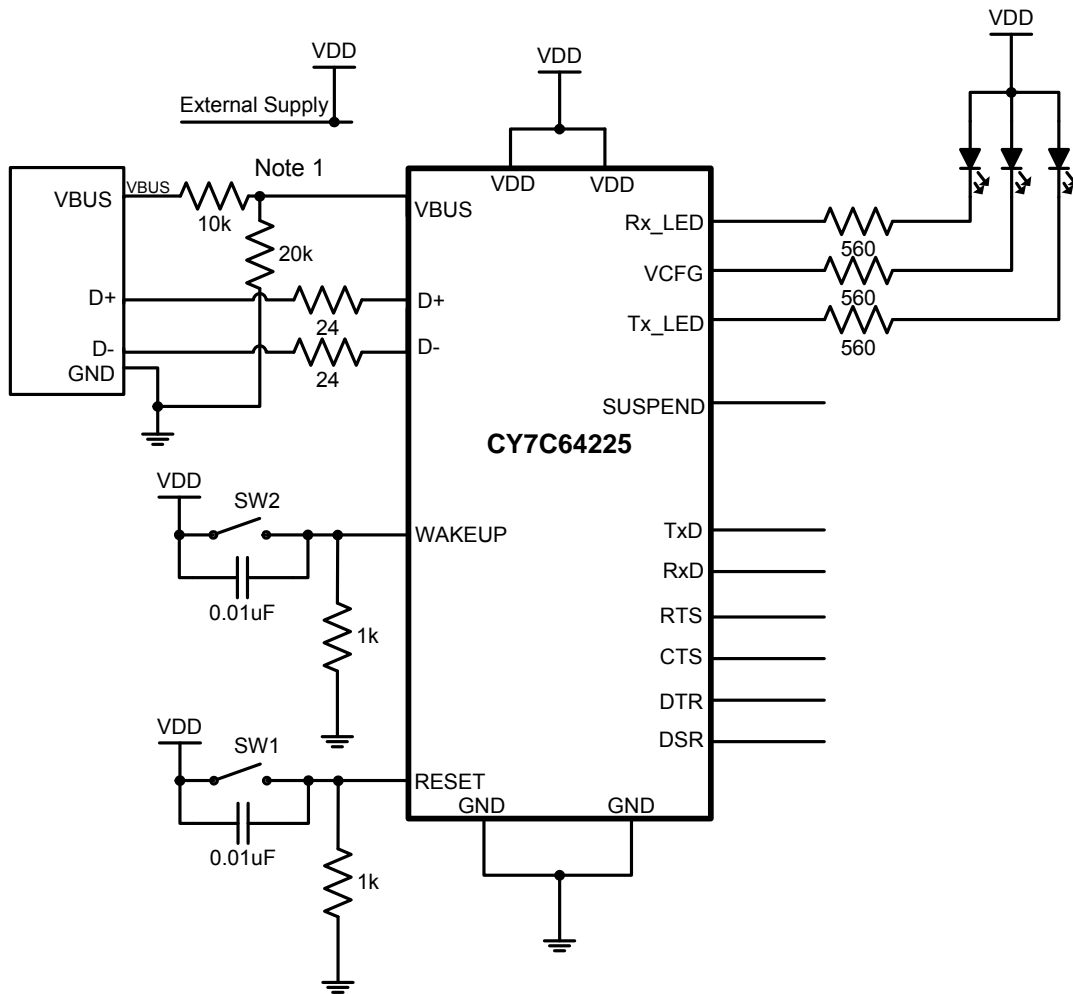 VDD
VDD
VDD
External Supply
Note 1
VBUS
VBUS
10k
20k
D+
24
D-
24
GND
VDD
VDD
VBUS
D+
D-
CY7C64225
Rx_LED
560
VCFG
560
Tx_LED
560
SUSPEND
VDD
SW2
WAKEUP
0.01uF
1k
TxD
RxD
RTS
CTS
DTR
DSR
VDD
SW1
RESET
0.01uF
1k
GND
GND